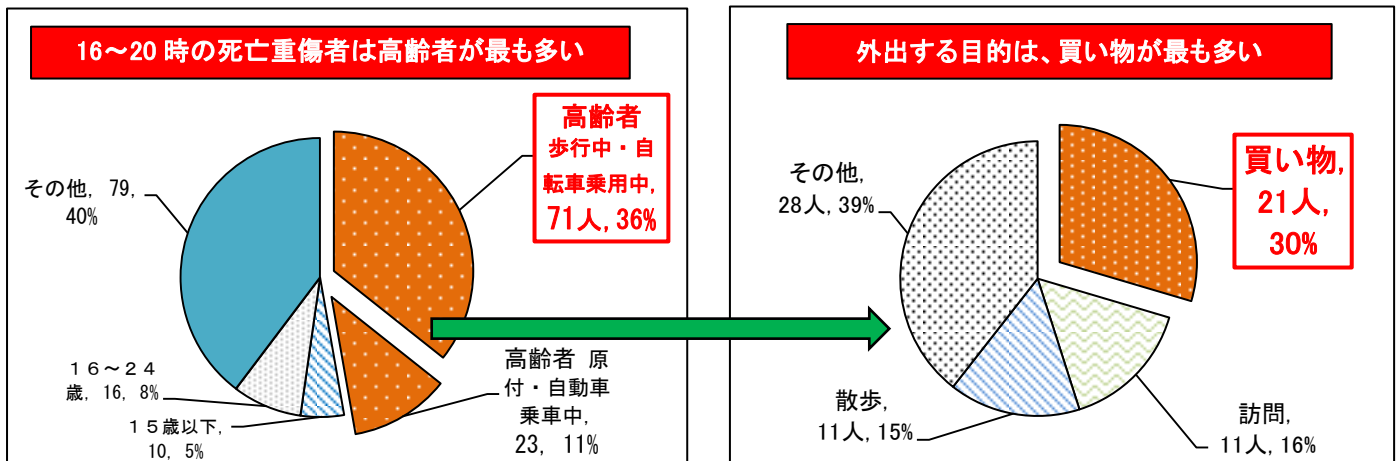 16～20 時の死亡重傷者は高齢者が最も多い
高齢者
歩行中・自
転車乗用中,
71人, 36%
その他, 79,
40%
１６～２４
歳, 16, 8%
１５歳以下,
10, 5%
高齢者 原
付・自動車
乗車中,
23, 11%
外出する目的は、買い物が最も多い
買い物,
21人,
30%
その他,
28人, 39%
散歩,
11人, 15%
訪問,
11人, 16%